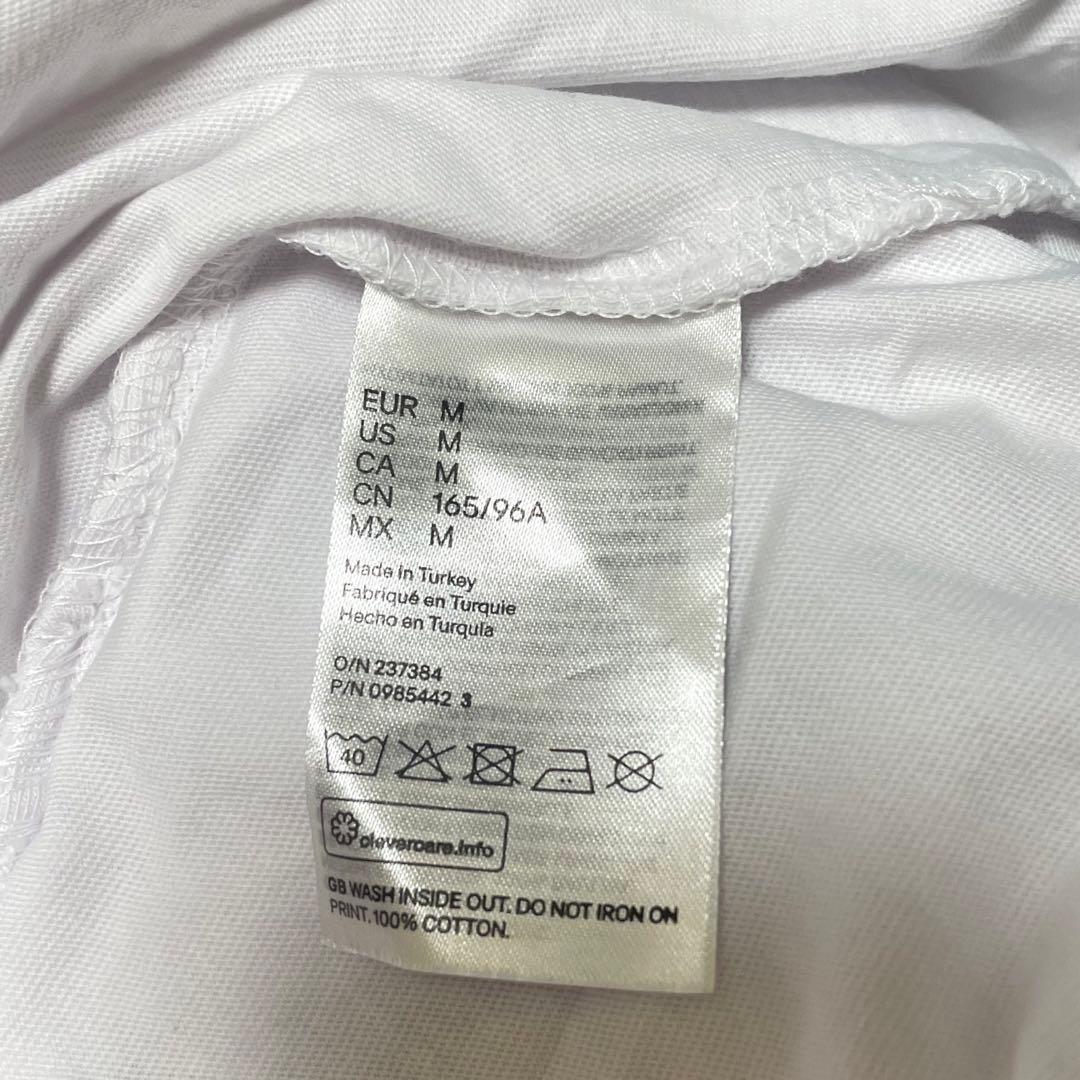 EUR M
US M
CA M
CN 165/96A
MX M
Made in Turkey
Fabriqué en Turquie
Hecho en Turquía
O/N 237384
P/N 0985442 3
40
clevercare.info
GB WASH INSIDE OUT. DO NOT IRON ON
PRINT. 100% COTTON.